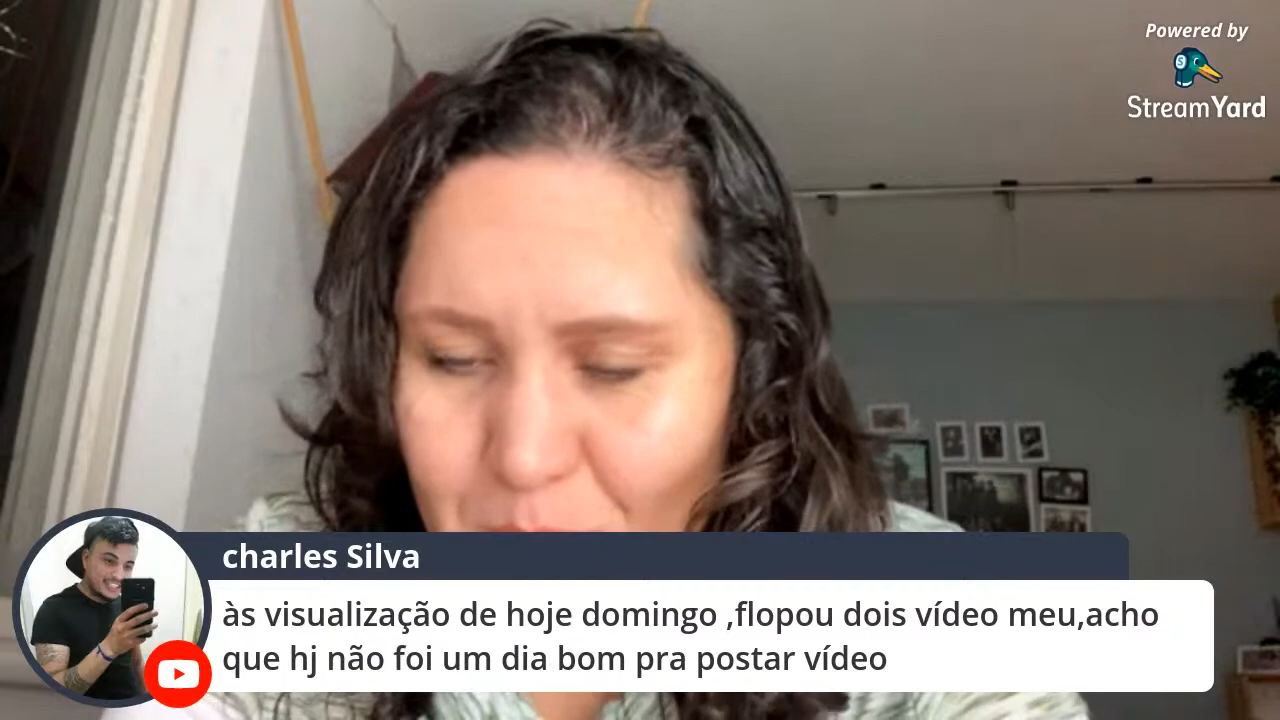 Powered by
StreamYard
charles Silva
às visualização de hoje domingo ,flopou dois vídeo meu,acho
que hj não foi um dia bom pra postar vídeo